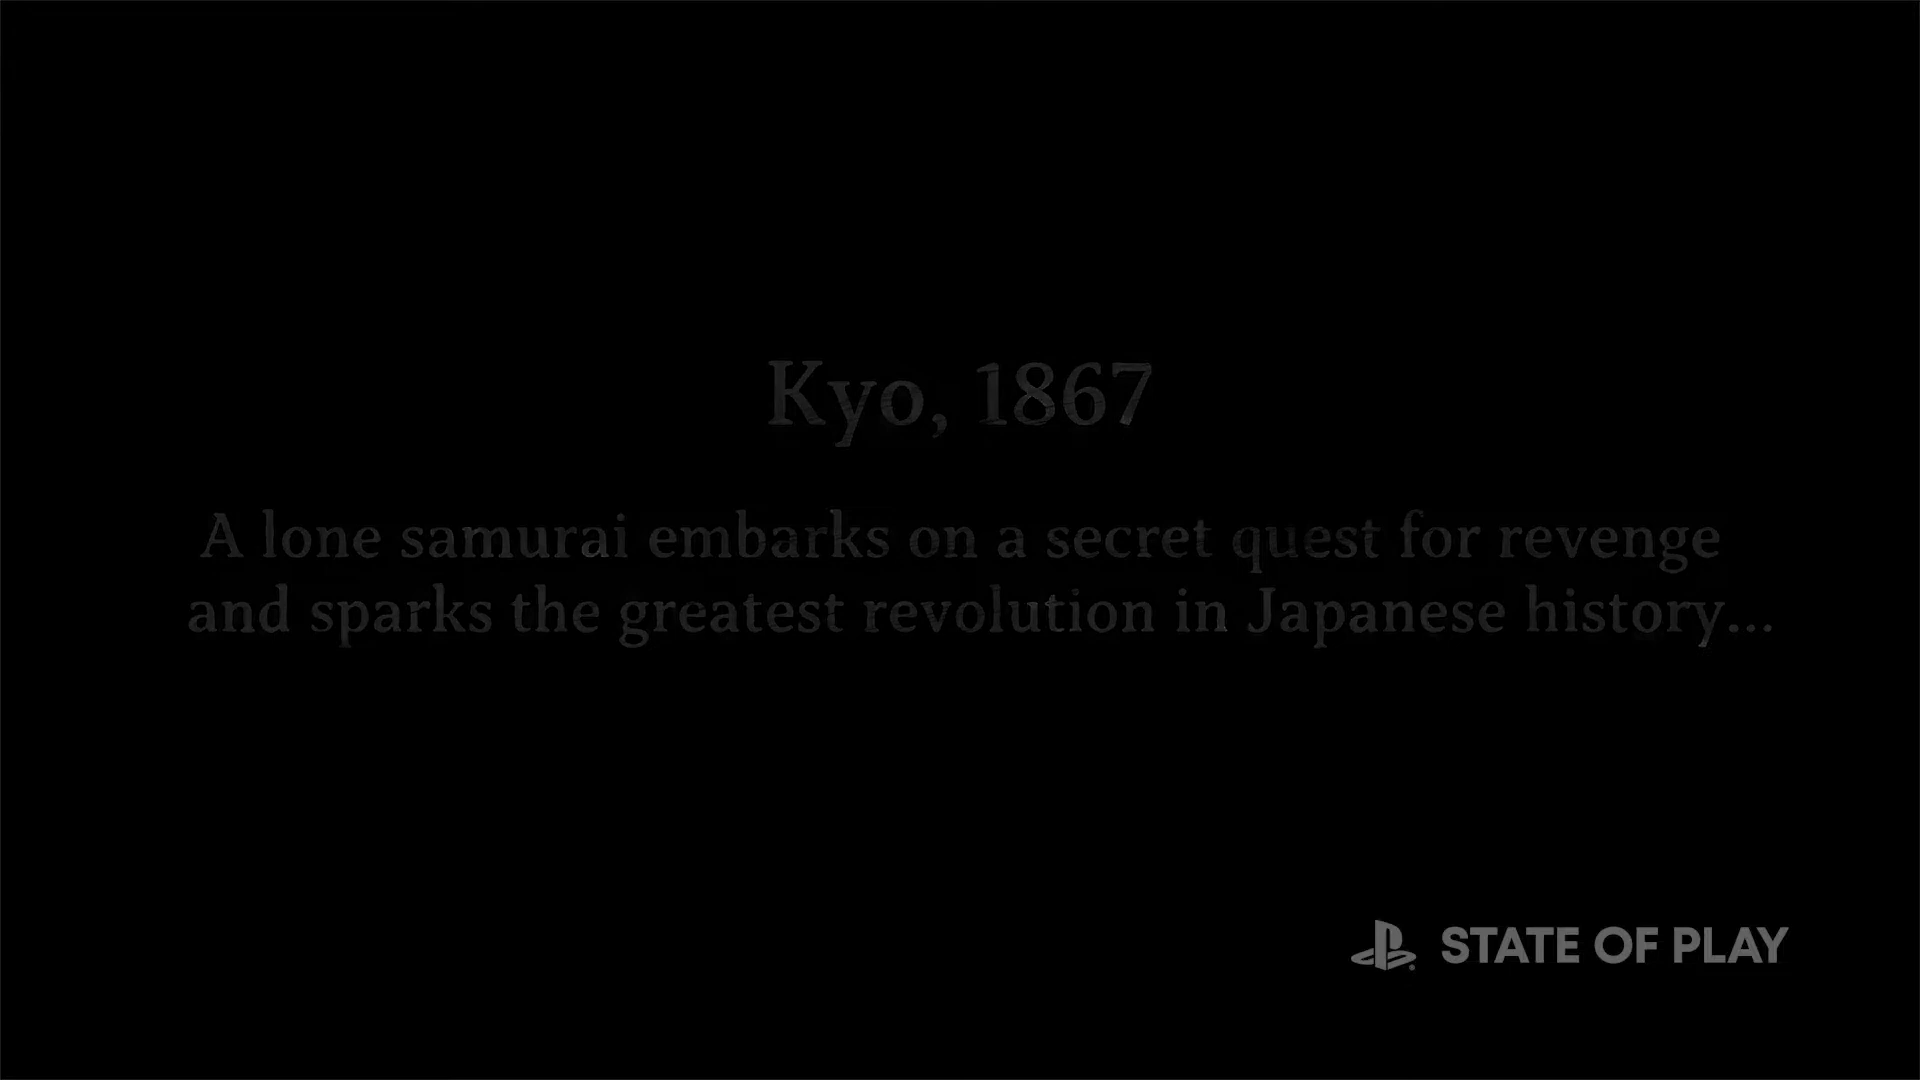 Kyo, 1867
A lone samurai embarks on a secret quest for revenge
and sparks the greatest revolution in Japanese history...
STATE OF PLAY